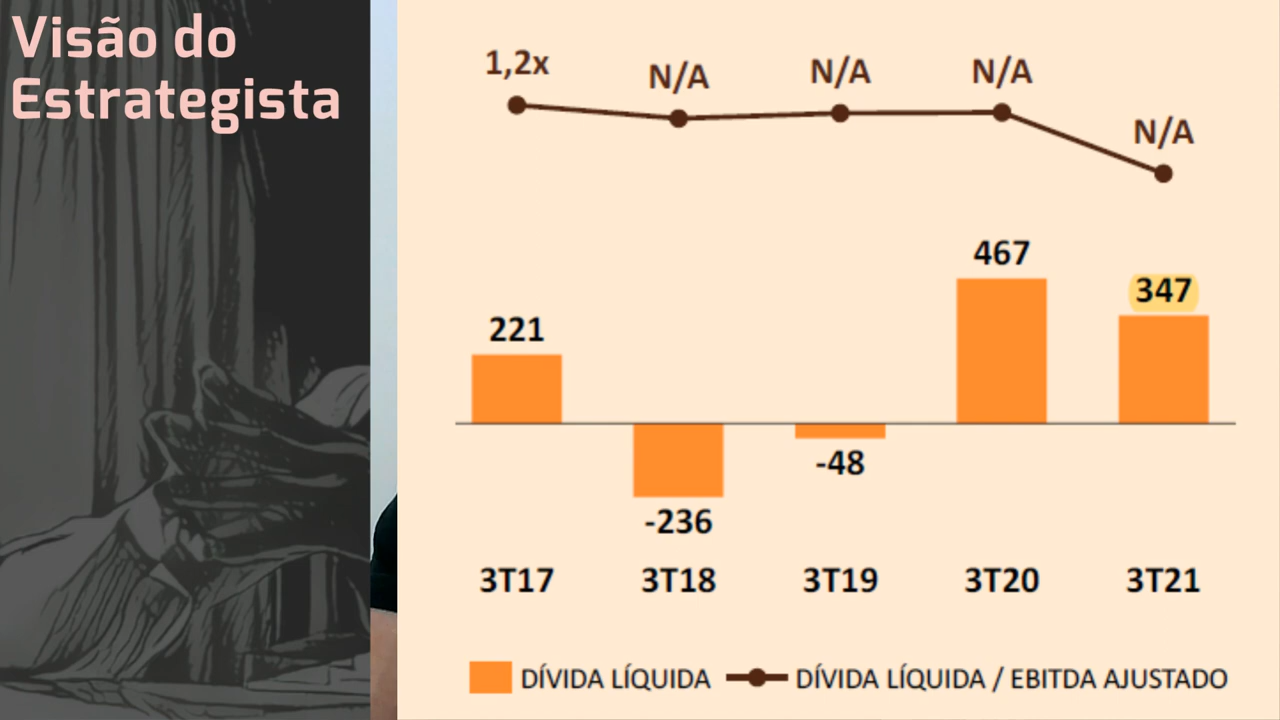 Visão do
Estrategista
1,2x
N/A
N/A
N/A
N/A
467
347
221
-48
-236
3T17 3T18 3T19 3T20 3T21
DÍVIDA LÍQUIDA DÍVIDA LÍQUIDA / EBITDA AJUSTADO